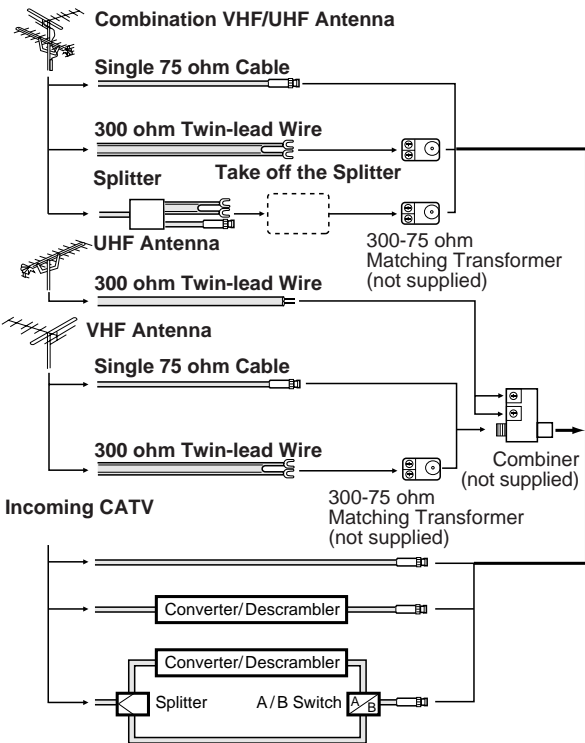 Combination VHF/UHF Antenna
Single 75 ohm Cable
300 ohm Twin-lead Wire
Splitter
Take off the Splitter
UHF Antenna
300-75 ohm
Matching Transformer
(not supplied)
300 ohm Twin-lead Wire
VHF Antenna
Single 75 ohm Cable
300 ohm Twin-lead Wire
Combiner
(not supplied)
300-75 ohm
Matching Transformer
(not supplied)
Incoming CATV
Converter/Descrambler
Converter/Descrambler
Splitter
A/B Switch
A
B